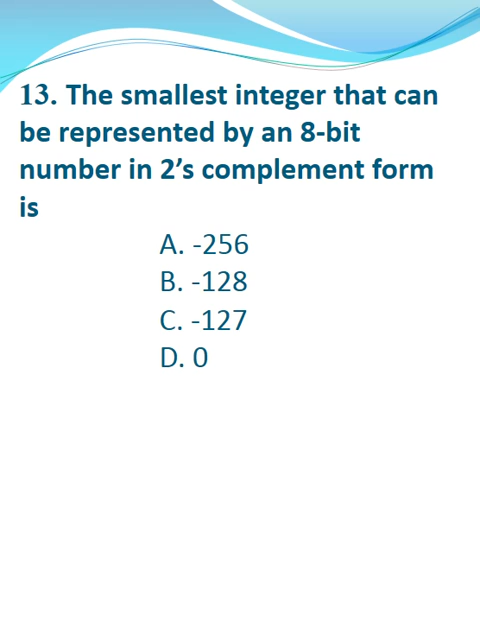 13. The smallest integer that can
be represented by an 8-bit
number in 2’s complement form
is
A. -256
B. -128
C. -127
D. 0